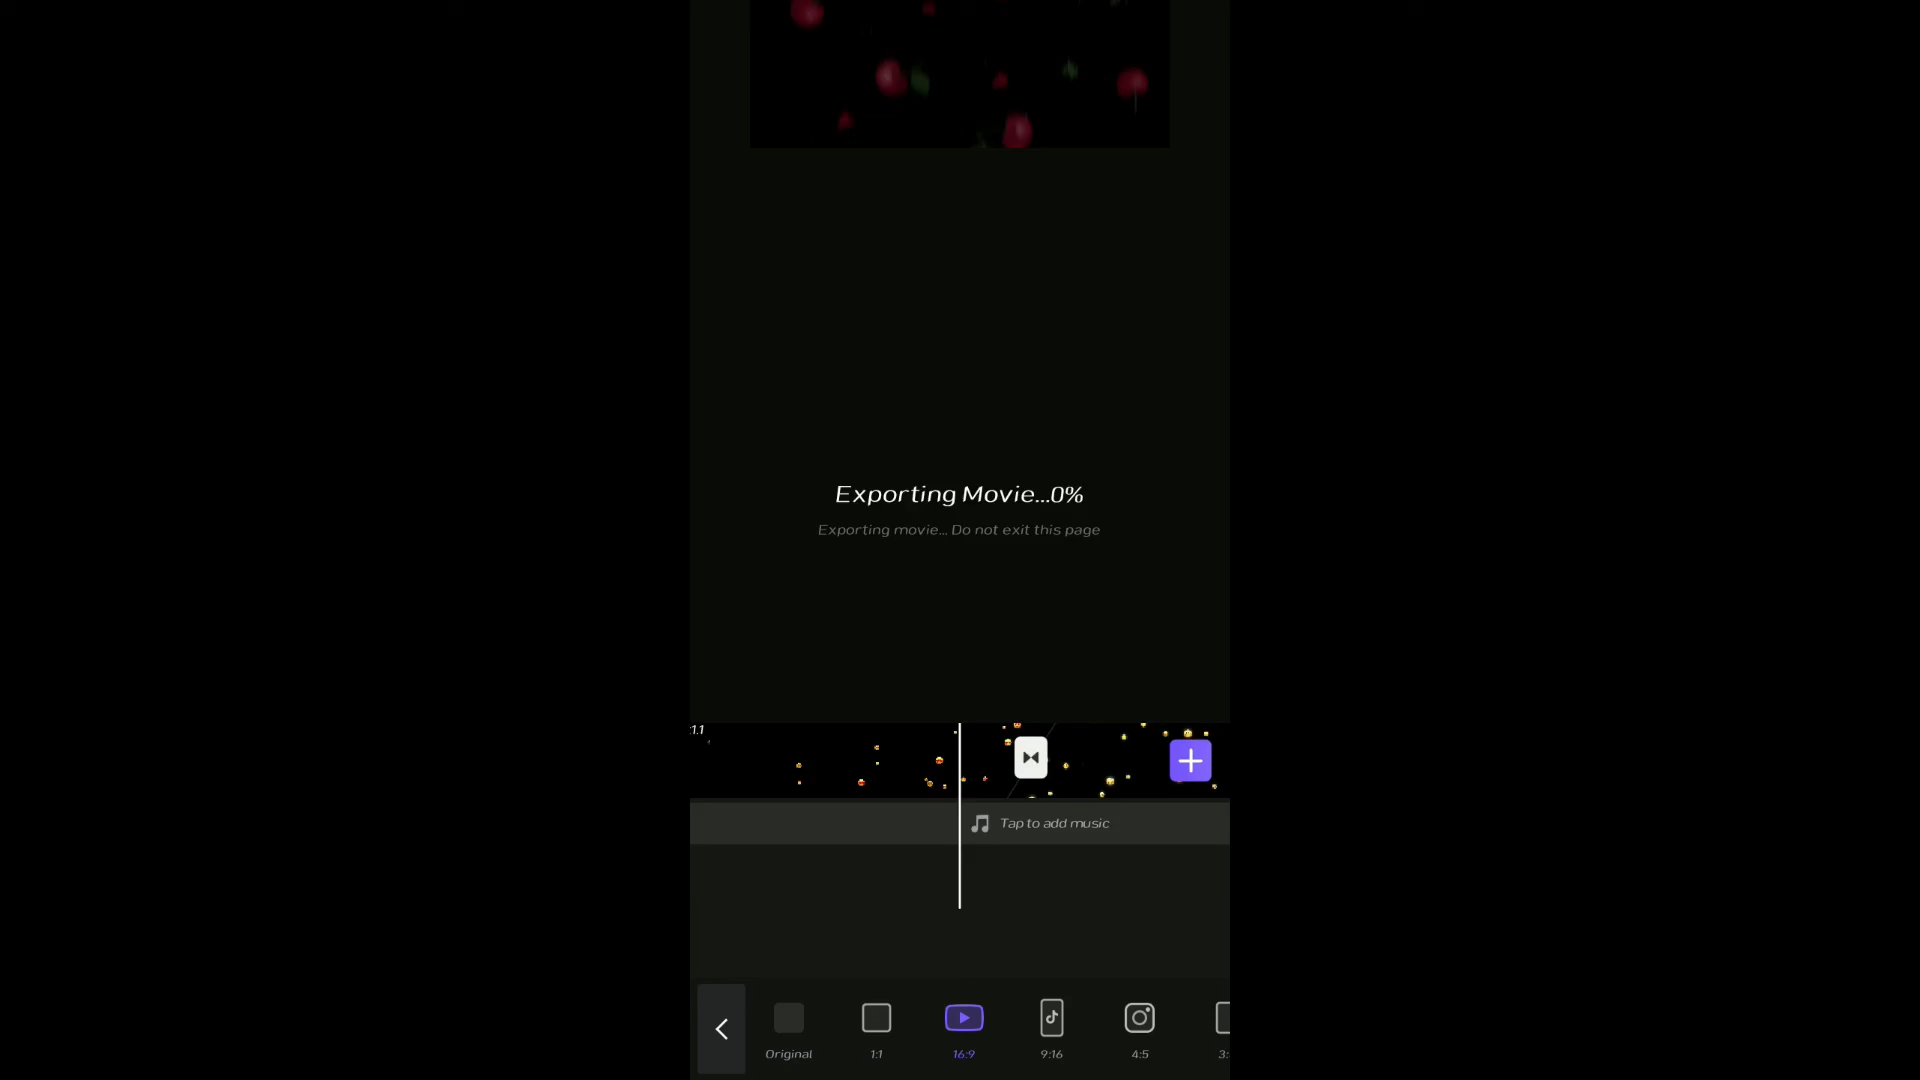 Exporting Movie...0%
Exporting movie... Do not exit this page
:1.1
Tap to add music
Original
1:1
16:9
9:16
4:5
3: